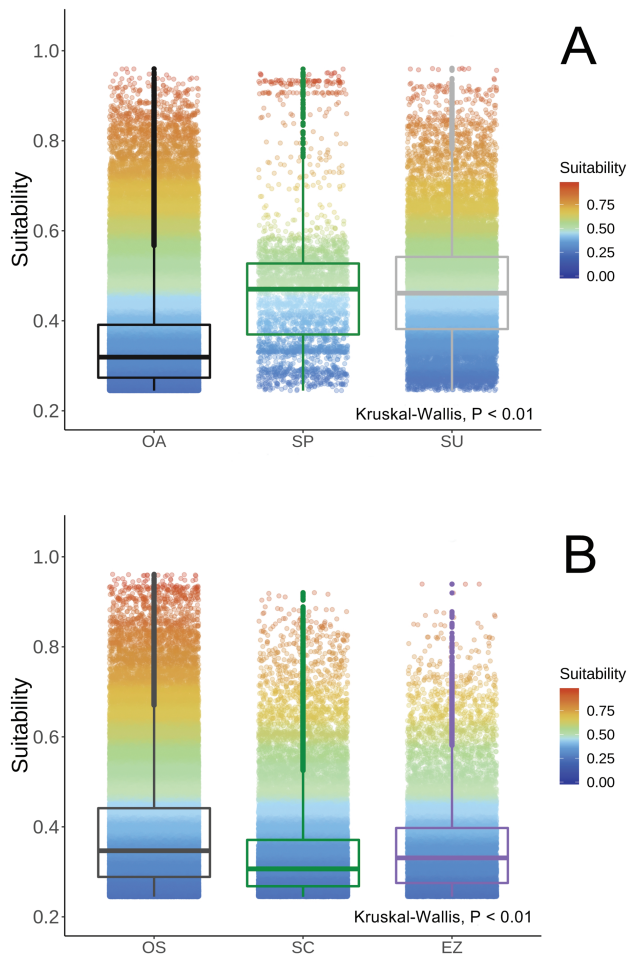 A
1.0
0.8
0.6
0.4
0.2
Suitability
Suitability
0.75
0.50
0.25
0.00
Kruskal-Wallis, P < 0.01
OA SP SU
B
1.0
0.8
0.6
0.4
0.2
Suitability
Suitability
0.75
0.50
0.25
0.00
Kruskal-Wallis, P < 0.01
OS SC EZ